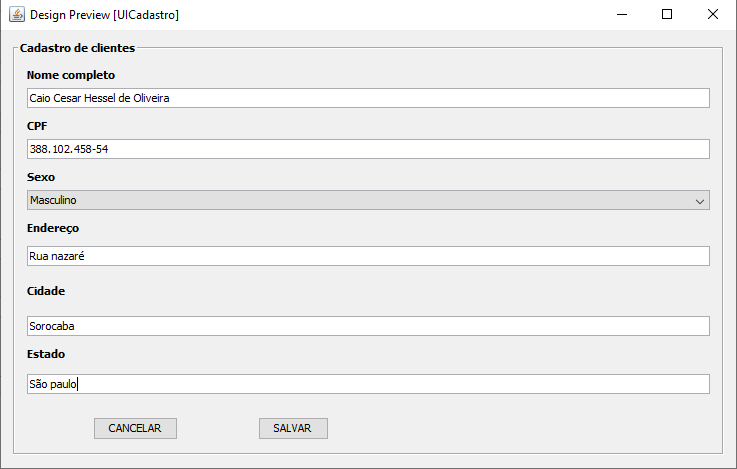 Design Preview [UICadastro]
Cadastro de clientes
Nome completo
Caio Cesar Hessel de Oliveira
CPF
388.102.458-54
Sexo
Masculino
Endereço
Rua nazaré
Cidade
Sorocaba
Estado
São paulo
CANCELAR SALVAR